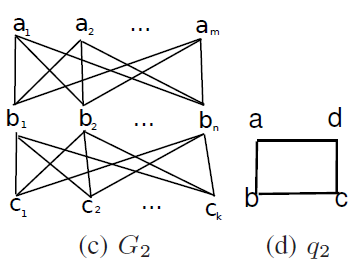 a₁ a₂ ... aₘ
b₁ b₂ ... bₙ
c₁ c₂ ... cₖ
a d
b c
(c) G₂ (d) q₂